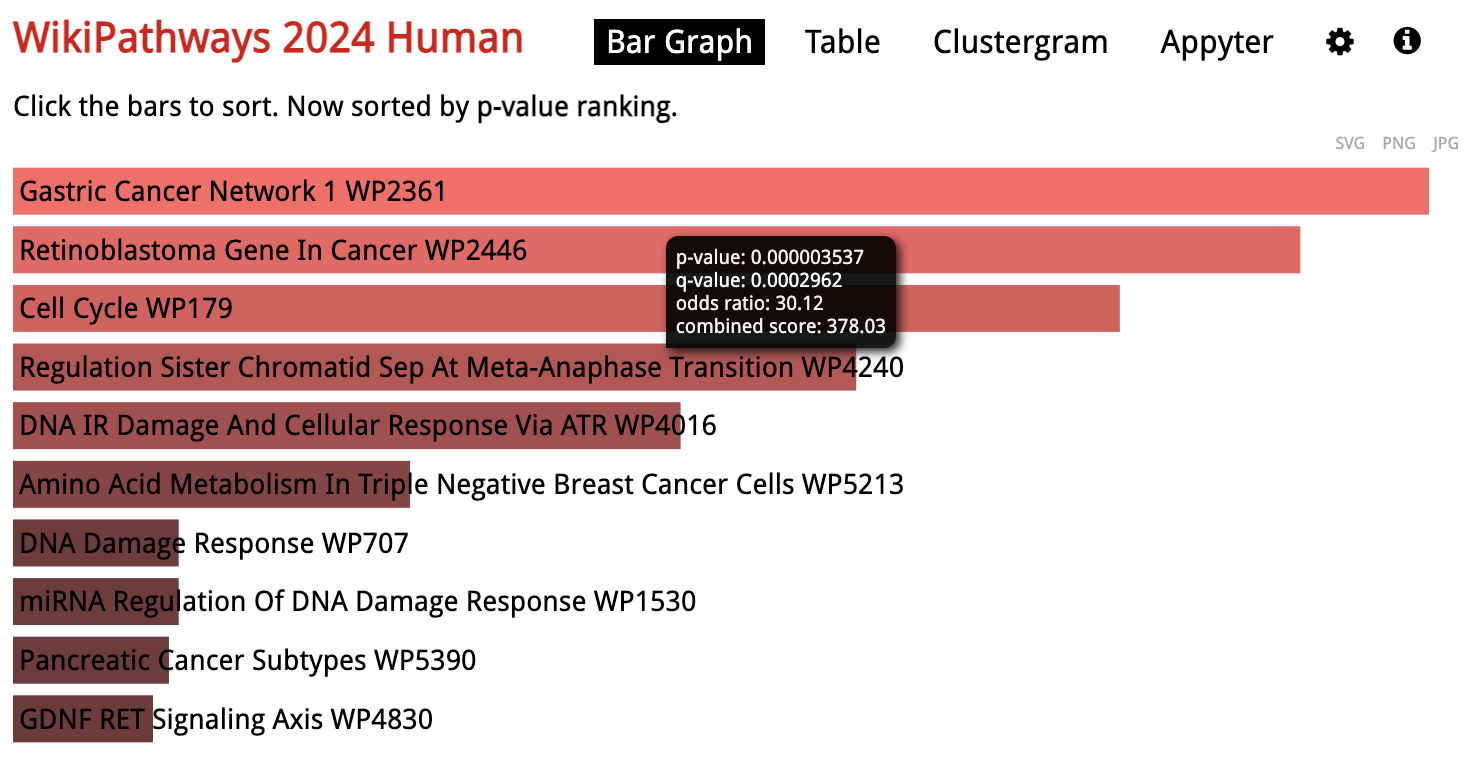 WikiPathways 2024 Human
Bar Graph Table Clustergram Appyter
Click the bars to sort. Now sorted by p-value ranking.
SVG PNG JPG
Gastric Cancer Network 1 WP2361
Retinoblastoma Gene In Cancer WP2446
p-value: 0.000003537
q-value: 0.0002962
odds ratio: 30.12
combined score: 378.03
Cell Cycle WP179
Regulation Sister Chromatid Sep At Meta-Anaphase Transition WP4240
DNA IR Damage And Cellular Response Via ATR WP4016
Amino Acid Metabolism In Triple Negative Breast Cancer Cells WP5213
DNA Damage Response WP707
miRNA Regulation Of DNA Damage Response WP1530
Pancreatic Cancer Subtypes WP5390
GDNF RET Signaling Axis WP4830